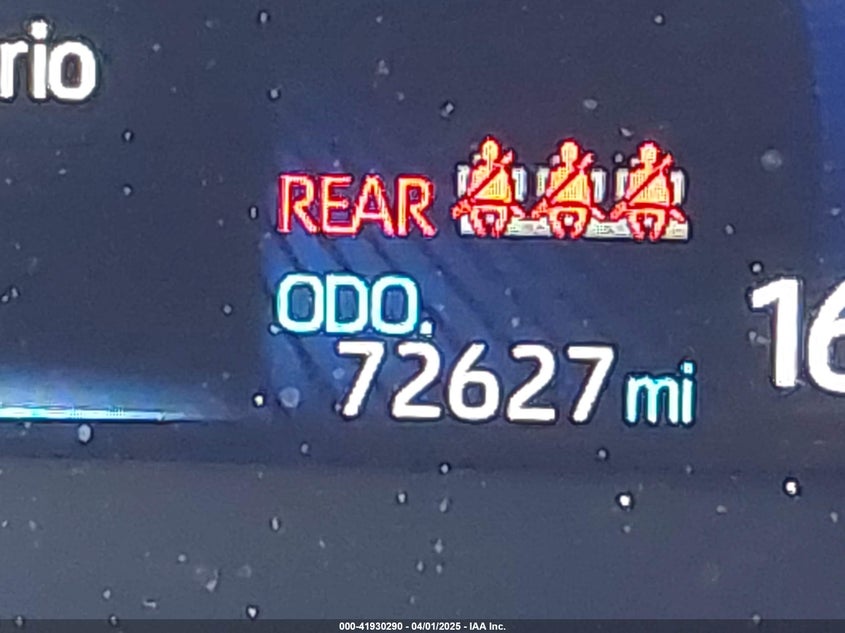 rio
REAR
ODO.
72627 mi
16
000-41930290 - 04/01/2025 - IAA Inc.